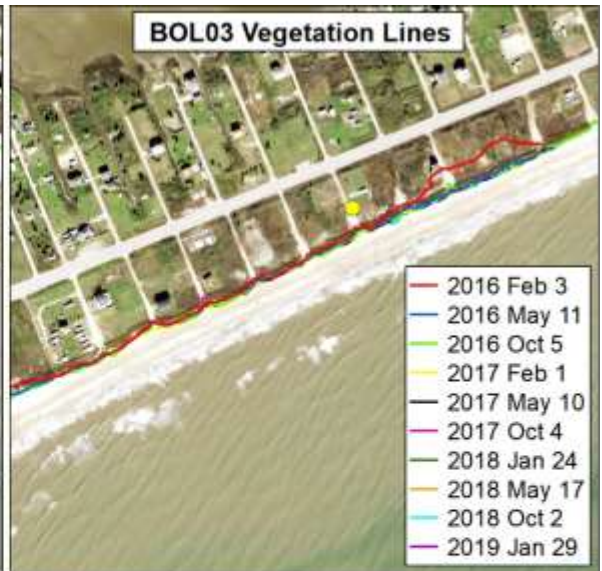 BOL03 Vegetation Lines
2016 Feb 3
2016 May 11
2016 Oct 5
2017 Feb 1
2017 May 10
2017 Oct 4
2018 Jan 24
2018 May 17
2018 Oct 2
2019 Jan 29